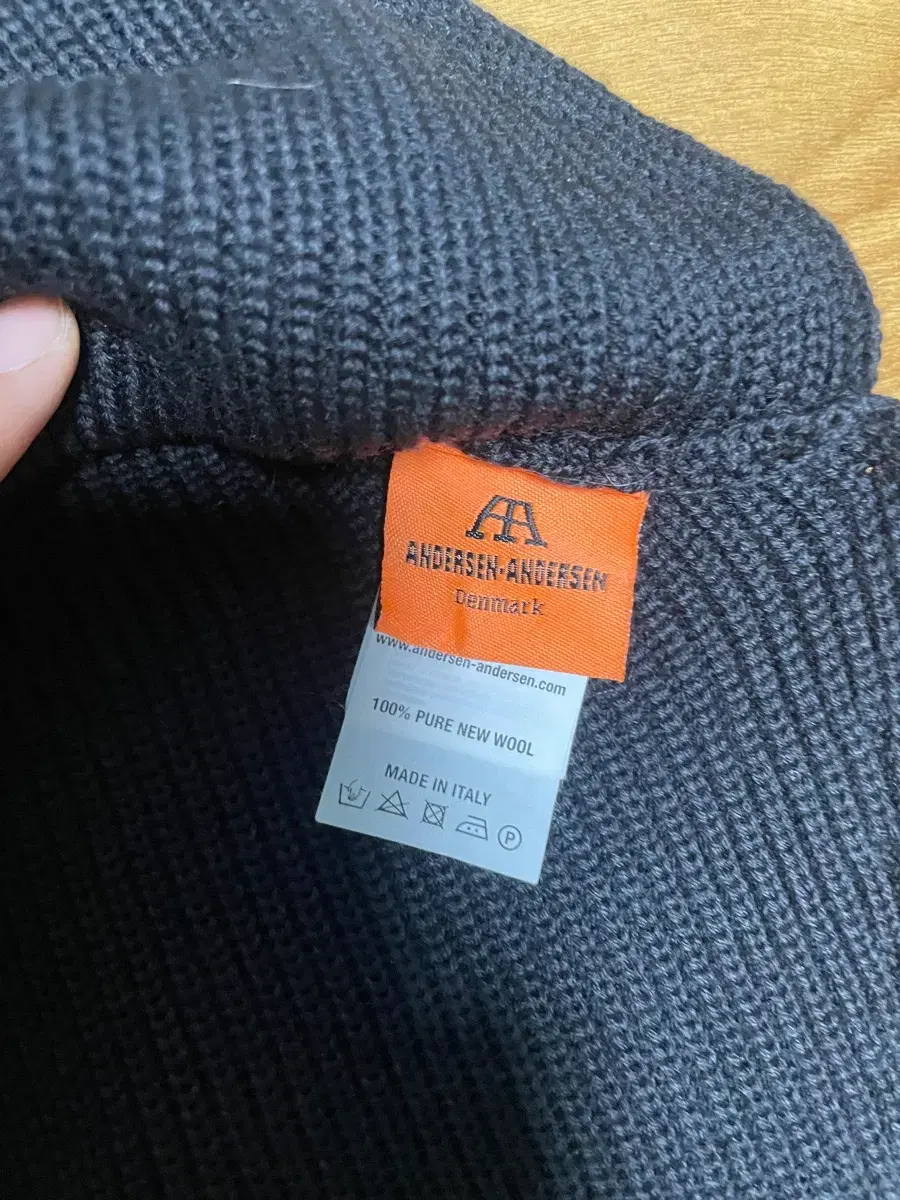 AA
ANDERSEN-ANDERSEN
Denmark
www.andersen-andersen.com
100% PURE NEW WOOL
MADE IN ITALY
P